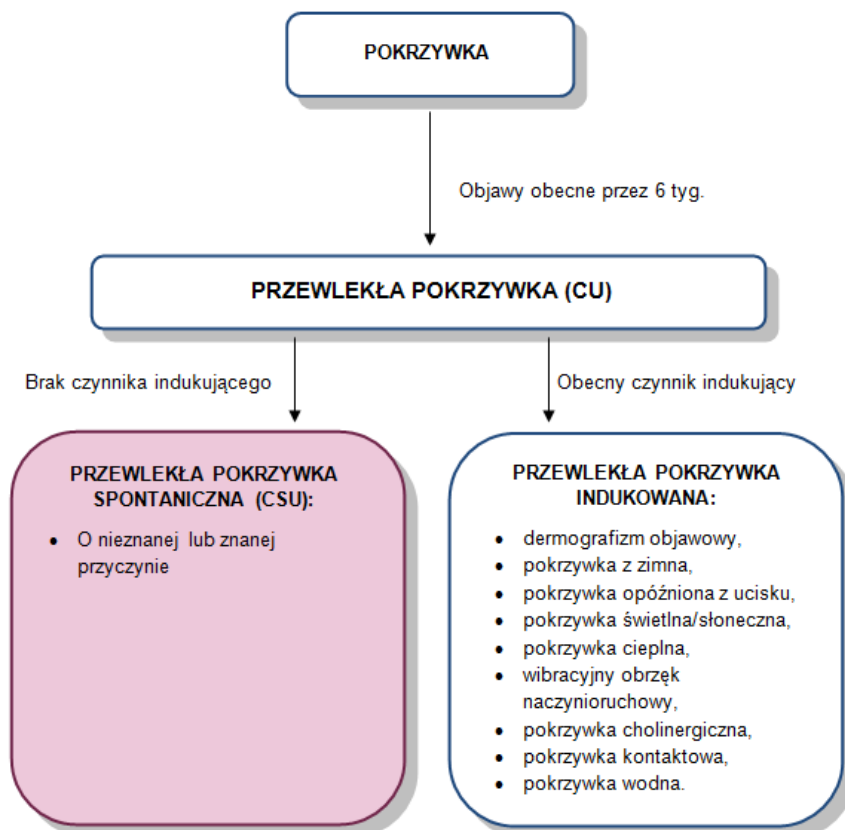 POKRZYWKA
Objawy obecne przez 6 tyg.
PRZEWLEKŁA POKRZYWKA (CU)
Brak czynnika indukującego
Obecny czynnik indukujący
PRZEWLEKŁA POKRZYWKA
SPONTANICZNA (CSU):
• O nieznanej lub znanej
przyczynie
PRZEWLEKŁA POKRZYWKA
INDUKOWANA:
• dermografizm objawowy,
• pokrzywka z zimna,
• pokrzywka opóźniona z ucisku,
• pokrzywka świetlna/słoneczna,
• pokrzywka cieplna,
• wibracyjny obrzęk
naczynioruchowy,
• pokrzywka cholinergiczna,
• pokrzywka kontaktowa,
• pokrzywka wodna.